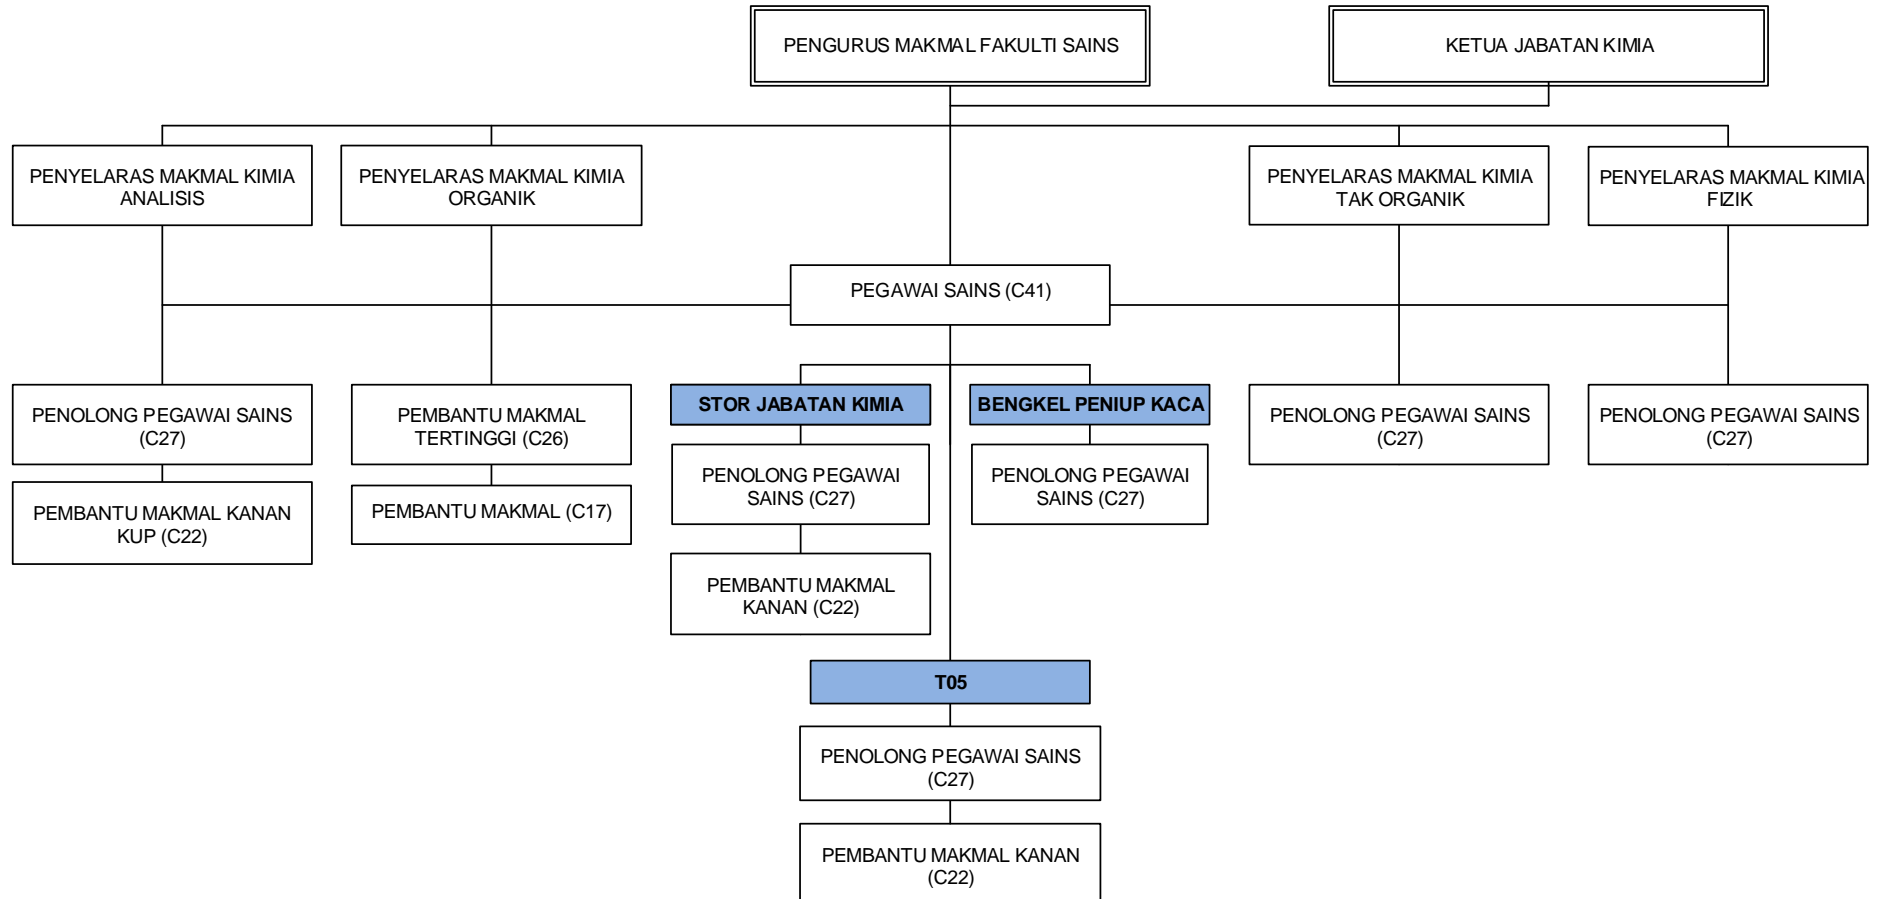 PENGURUS MAKMAL FAKULTI SAINS
KETUA JABATAN KIMIA
PENYELARAS MAKMAL KIMIA
ANALISIS
PENYELARAS MAKMAL KIMIA
ORGANIK
PENYELARAS MAKMAL KIMIA
TAK ORGANIK
PENYELARAS MAKMAL KIMIA
FIZIK
PEGAWAI SAINS (C41)
PENOLONG PEGAWAI SAINS
(C27)
PEMBANTU MAKMAL
TERTINGGI (C26)
STOR JABATAN KIMIA
BENGKEL PENIUP KACA
PENOLONG PEGAWAI SAINS
(C27)
PENOLONG PEGAWAI SAINS
(C27)
PENOLONG PEGAWAI
SAINS (C27)
PENOLONG PEGAWAI
SAINS (C27)
PEMBANTU MAKMAL KANAN
KUP (C22)
PEMBANTU MAKMAL (C17)
PEMBANTU MAKMAL
KANAN (C22)
T05
PENOLONG PEGAWAI SAINS
(C27)
PEMBANTU MAKMAL KANAN
(C22)